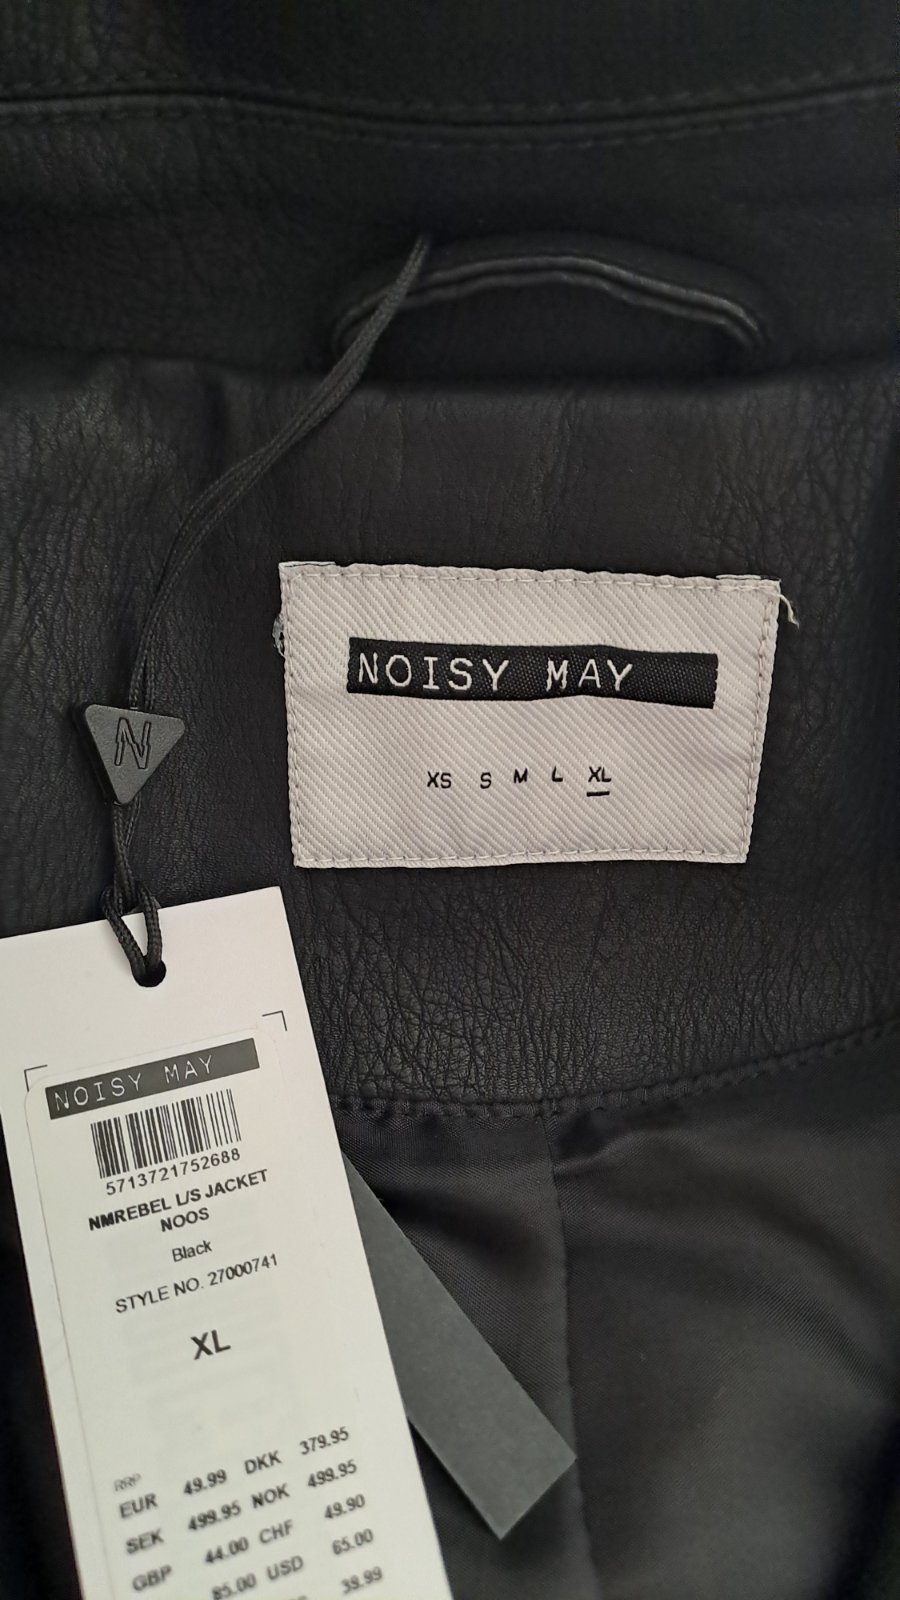 NOISY MAY
XS S M L XL
N
NOISY MAY
5713721752688
NMREBEL L/S JACKET
NOOS
Black
STYLE NO. 27000741
XL
RRP
EUR 49.99 DKK 379.95
SEK 499.95 NOK 499.95
GBP 44.00 CHF 49.90
85.00 USD 65.00
39.99